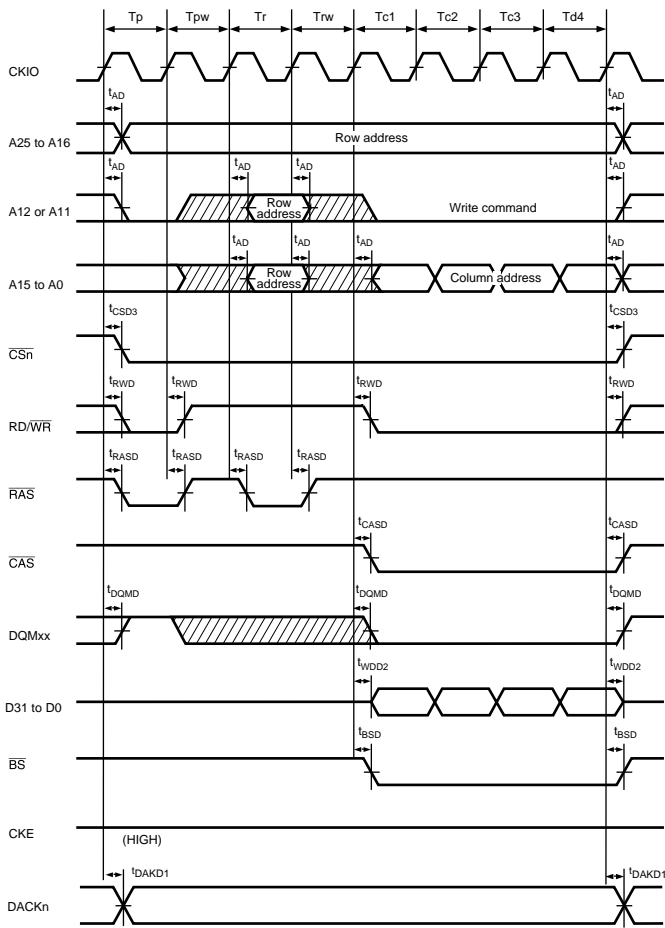 Tp Tpw Tr Trw Tc1 Tc2 Tc3 Td4
CKIO
tAD tAD
A25 to A16 Row address
tAD tAD tAD tAD
A12 or A11 Row address Write command
tAD tAD tAD tAD
A15 to A0 Row address Column address
tCSD3 tCSD3
CSn
tRWD tRWD tRWD tRWD
RD/WR
tRASD tRASD tRASD tRASD
RAS
tCASD tCASD
CAS
tDQMD tDQMD tDQMD
DQMxx
tWDD2 tWDD2
D31 to D0
tBSD tBSD
BS
CKE (HIGH)
tDAKD1 tDAKD1
DACKn